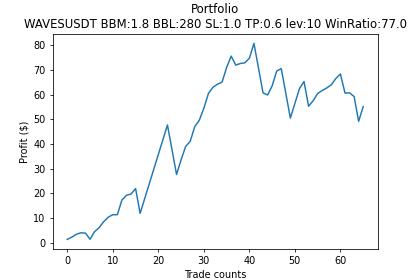 Portfolio
WAVESUSDT BBM:1.8 BBL:280 SL:1.0 TP:0.6 lev:10 WinRatio:77.0
Profit ($)
80
70
60
50
40
30
20
10
0
0 10 20 30 40 50 60
Trade counts